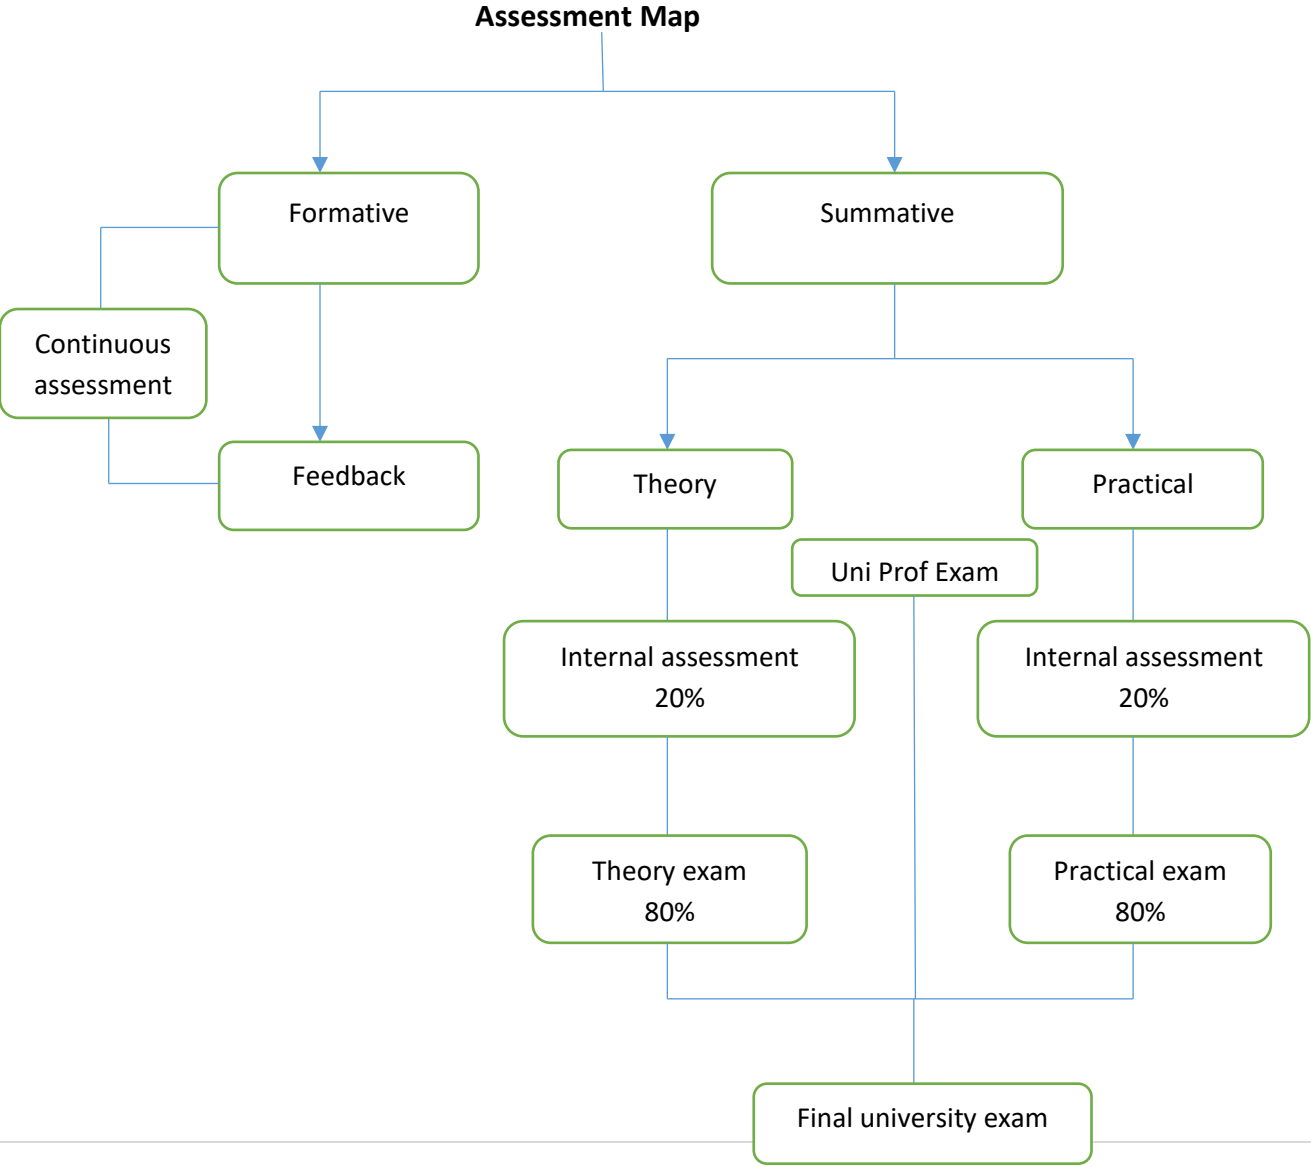 Assessment Map
Formative
Summative
Continuous
assessment
Feedback
Theory
Practical
Uni Prof Exam
Internal assessment
20%
Internal assessment
20%
Theory exam
80%
Practical exam
80%
Final university exam